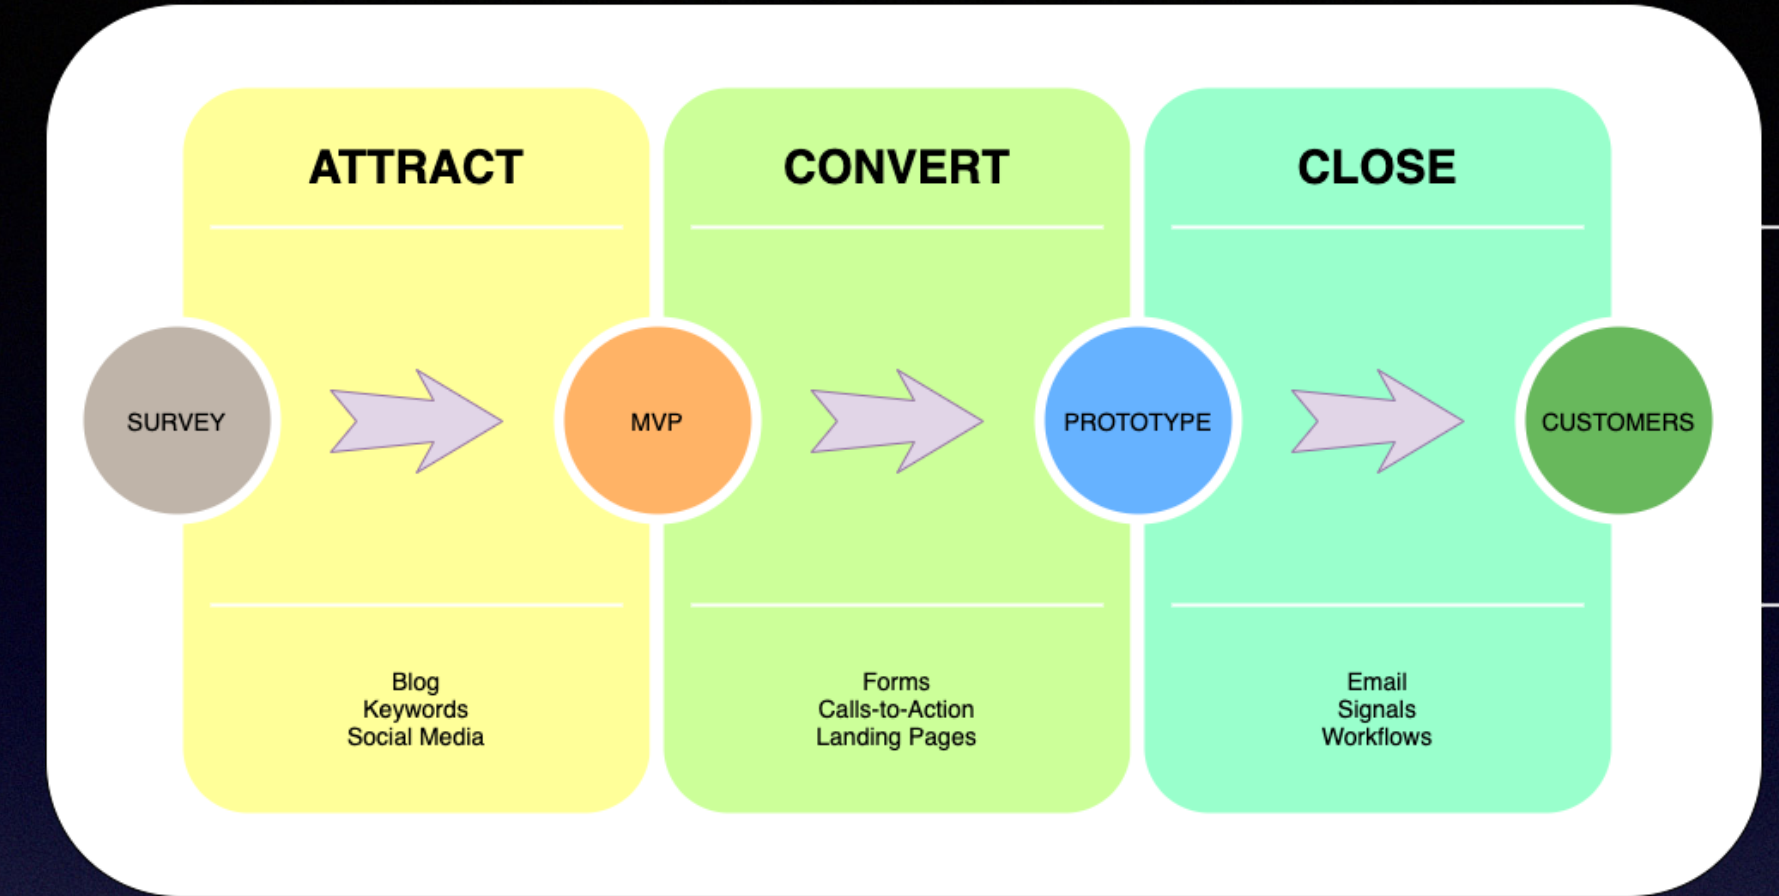 ATTRACT
CONVERT
CLOSE
SURVEY
MVP
PROTOTYPE
CUSTOMERS
Blog
Keywords
Social Media
Forms
Calls-to-Action
Landing Pages
Email
Signals
Workflows